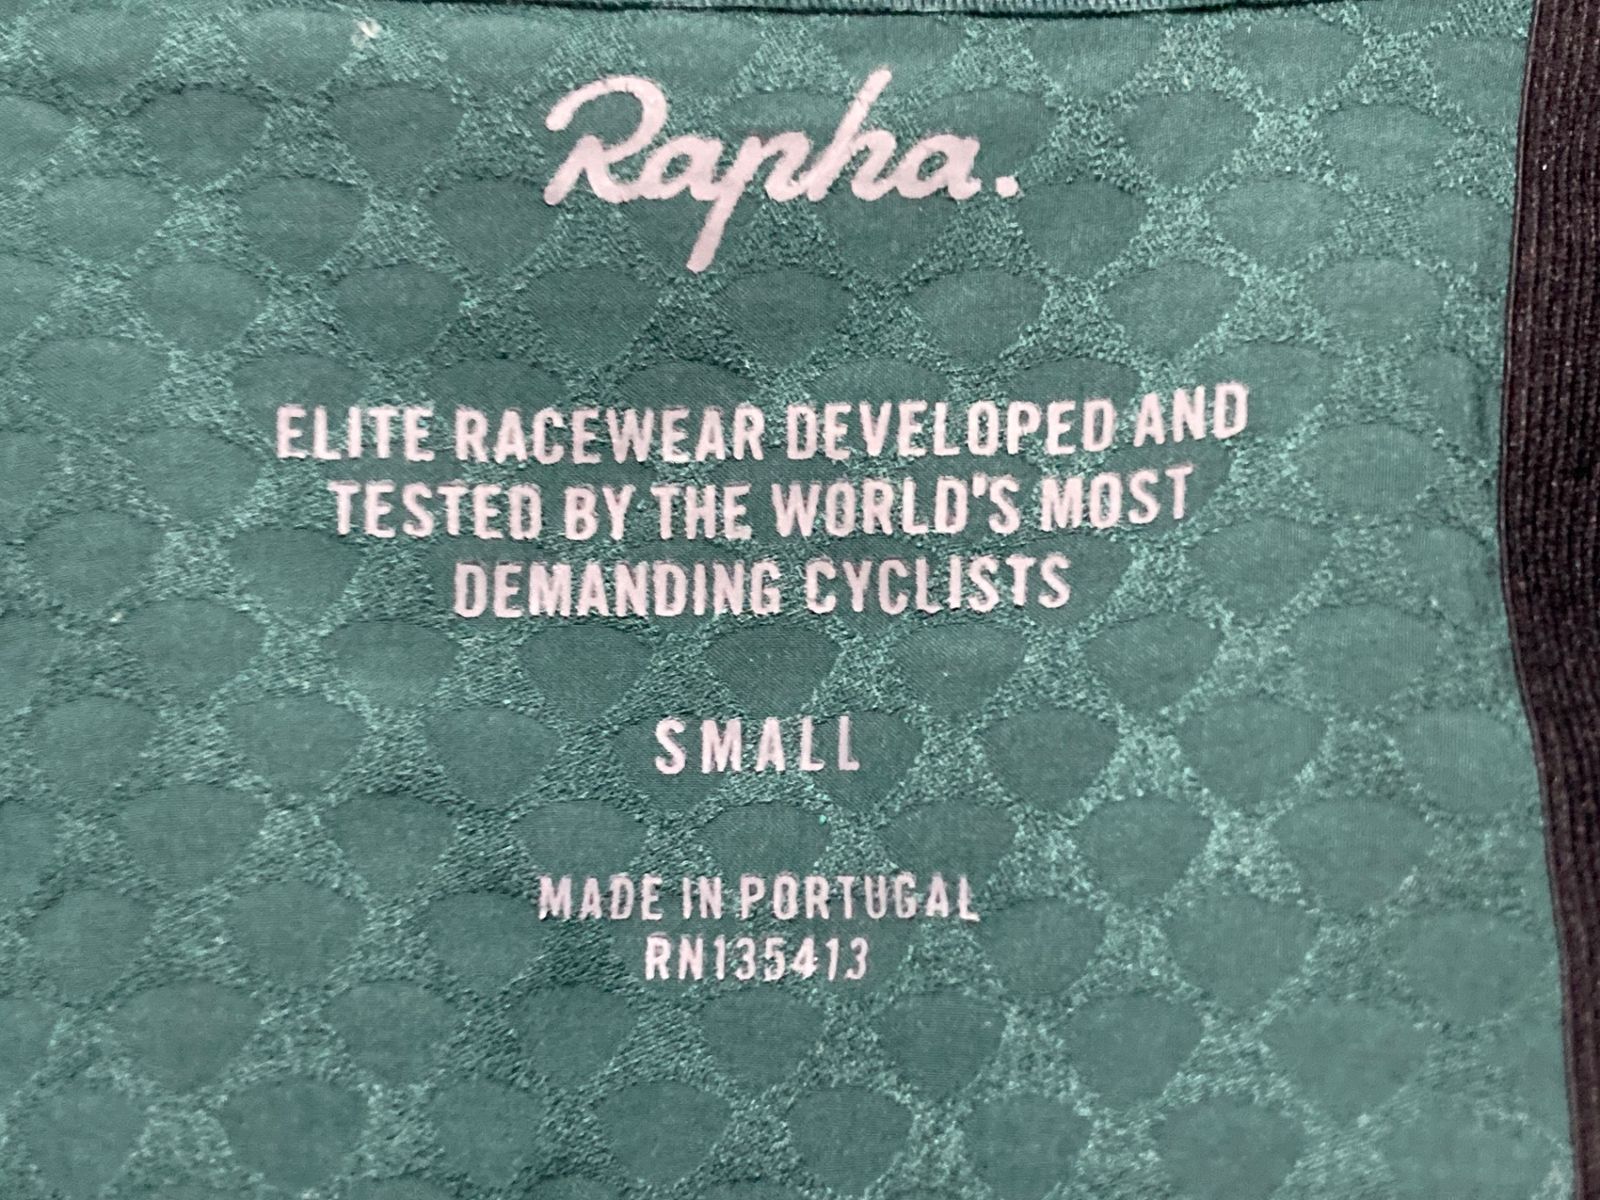 Rapha.
ELITE RACEWEAR DEVELOPED AND
TESTED BY THE WORLD'S MOST
DEMANDING CYCLISTS
SMALL
MADE IN PORTUGAL
RN135413